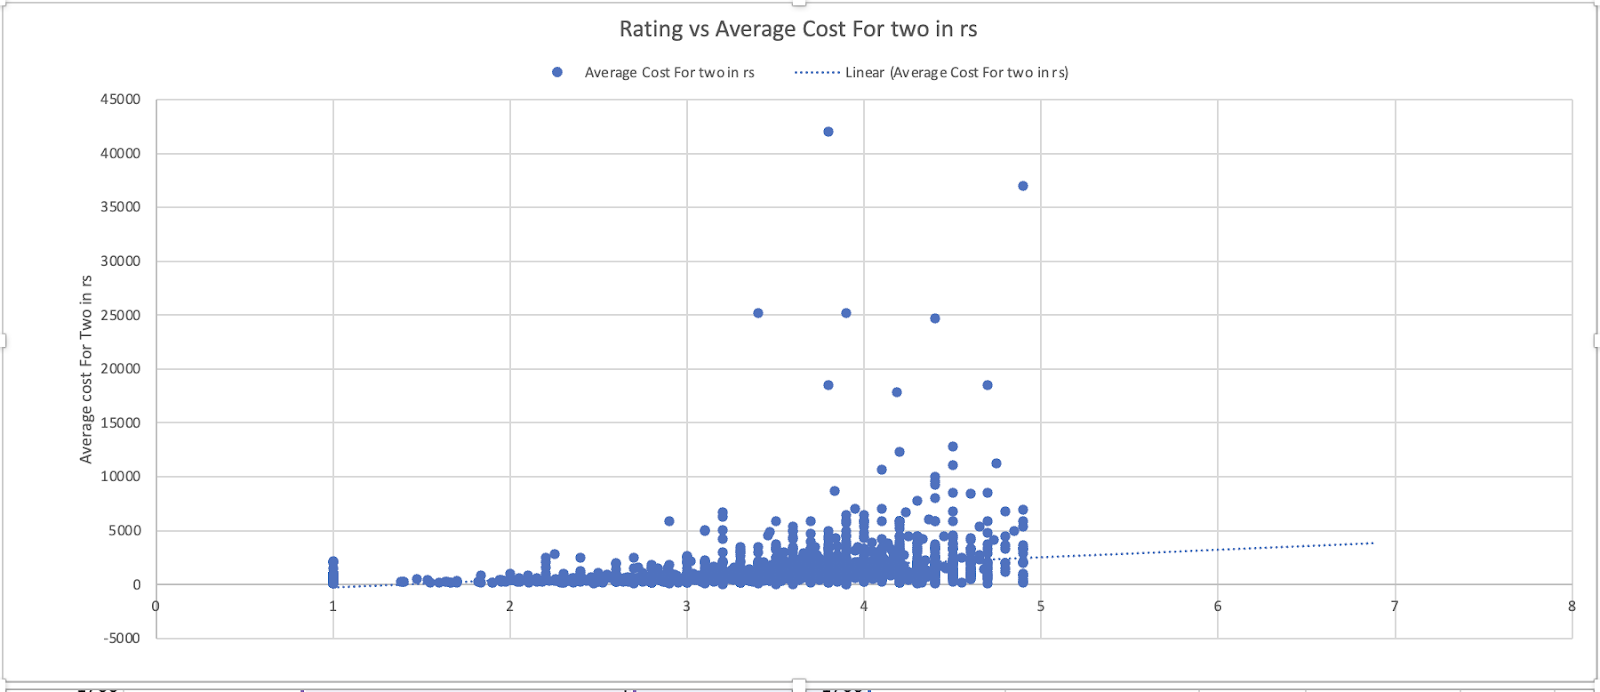 Rating vs Average Cost For two in rs
Average Cost For two in rs
Linear (Average Cost For two in rs)
Average cost For Two in rs
45000
40000
35000
30000
25000
20000
15000
10000
5000
0
-5000
0 1 2 3 4 5 6 7 8